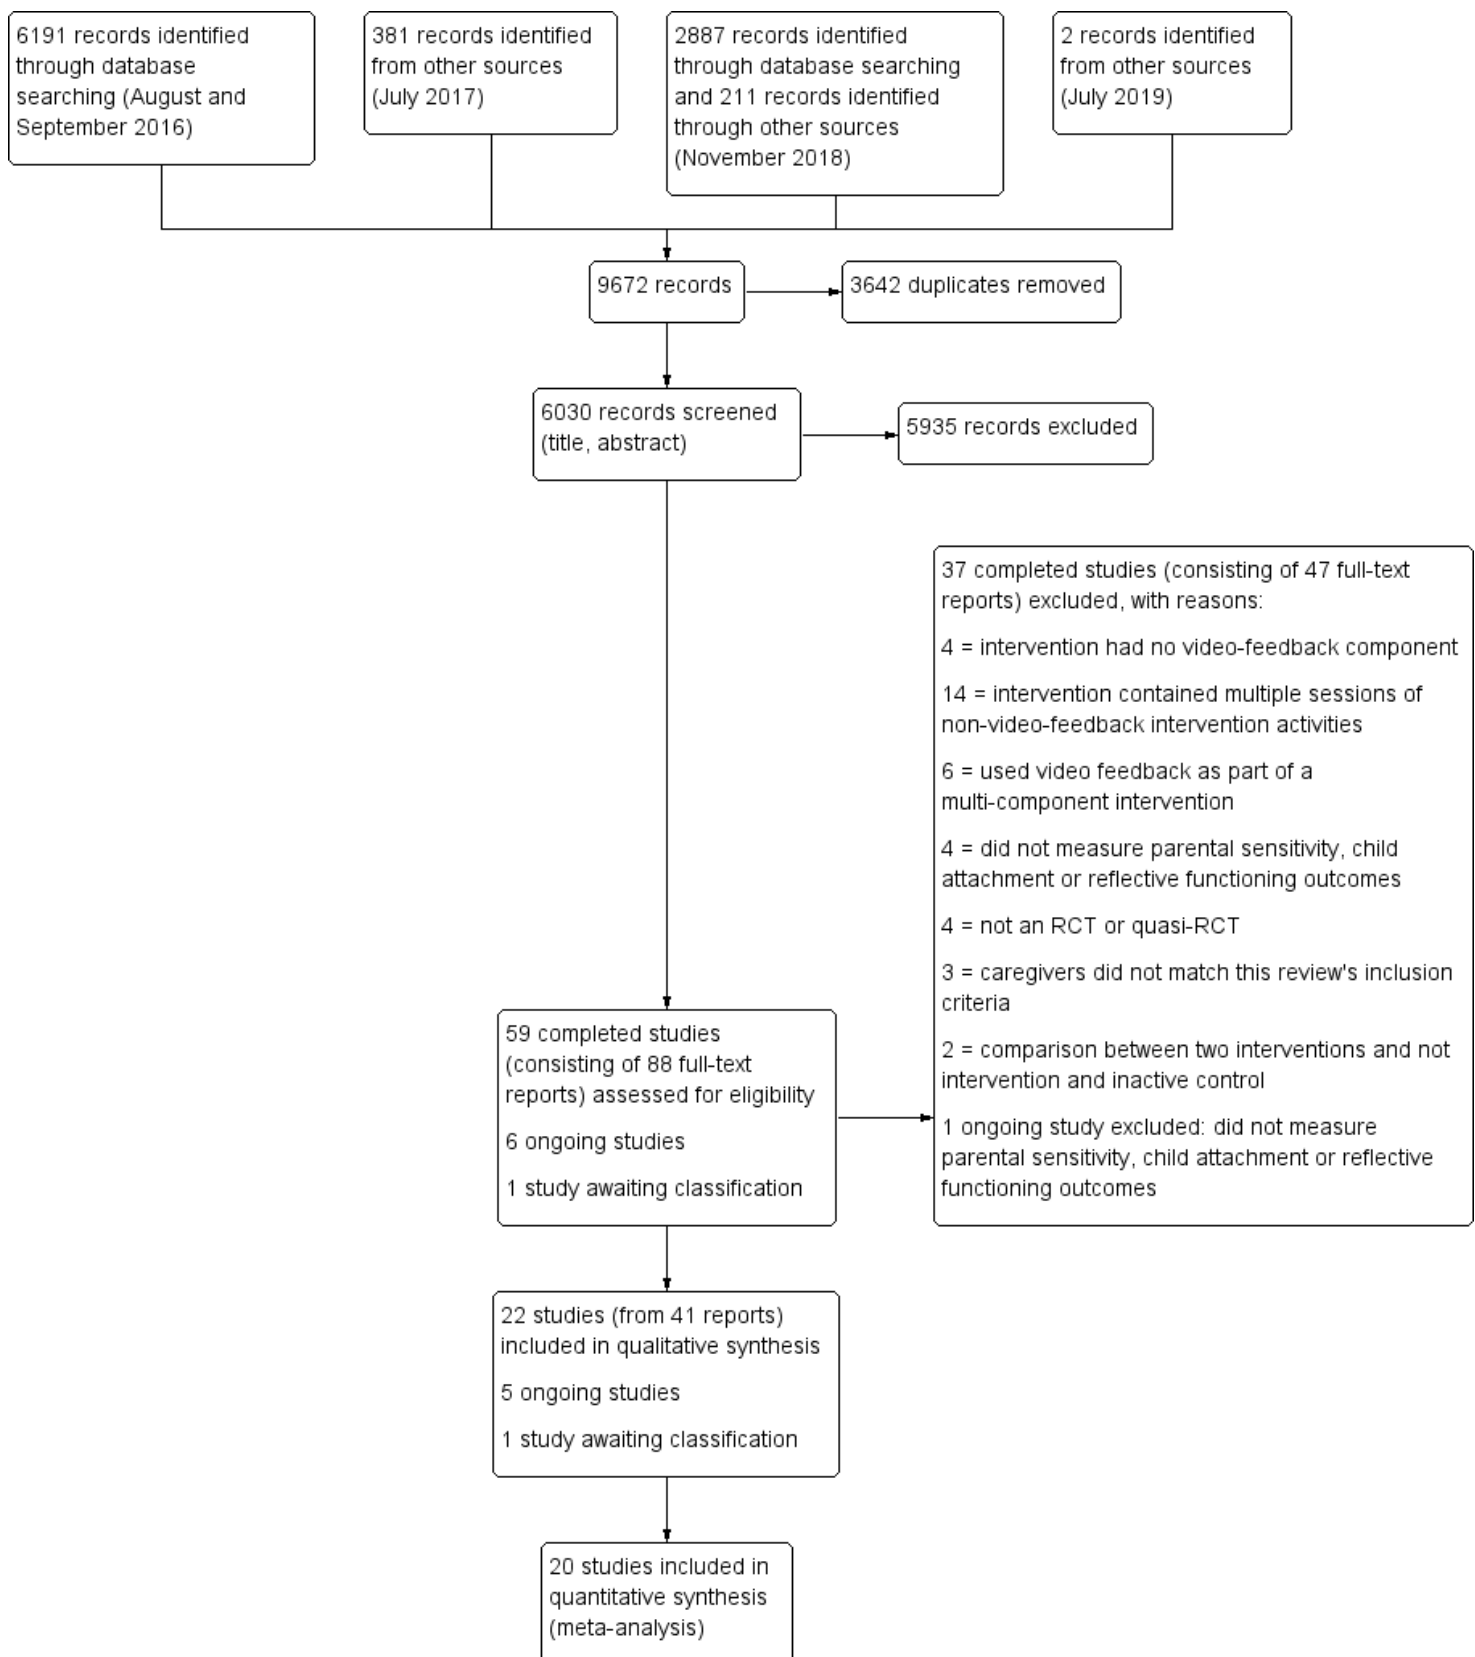 6191 records identified
through database
searching (August and
September 2016)
381 records identified
from other sources
(July 2017)
2887 records identified
through database searching
and 211 records identified
through other sources
(November 2018)
2 records identified
from other sources
(July 2019)
9672 records
3642 duplicates removed
6030 records screened
(title, abstract)
5935 records excluded
37 completed studies (consisting of 47 full-text
reports) excluded, with reasons:
4 = intervention had no video-feedback component
14 = intervention contained multiple sessions of
non-video-feedback intervention activities
6 = used video feedback as part of a
multi-component intervention
4 = did not measure parental sensitivity, child
attachment or reflective functioning outcomes
4 = not an RCT or quasi-RCT
3 = caregivers did not match this review's inclusion
criteria
2 = comparison between two interventions and not
intervention and inactive control
1 ongoing study excluded: did not measure
parental sensitivity, child attachment or reflective
functioning outcomes
59 completed studies
(consisting of 88 full-text
reports) assessed for eligibility
6 ongoing studies
1 study awaiting classification
22 studies (from 41 reports)
included in qualitative synthesis
5 ongoing studies
1 study awaiting classification
20 studies included in
quantitative synthesis
(meta-analysis)